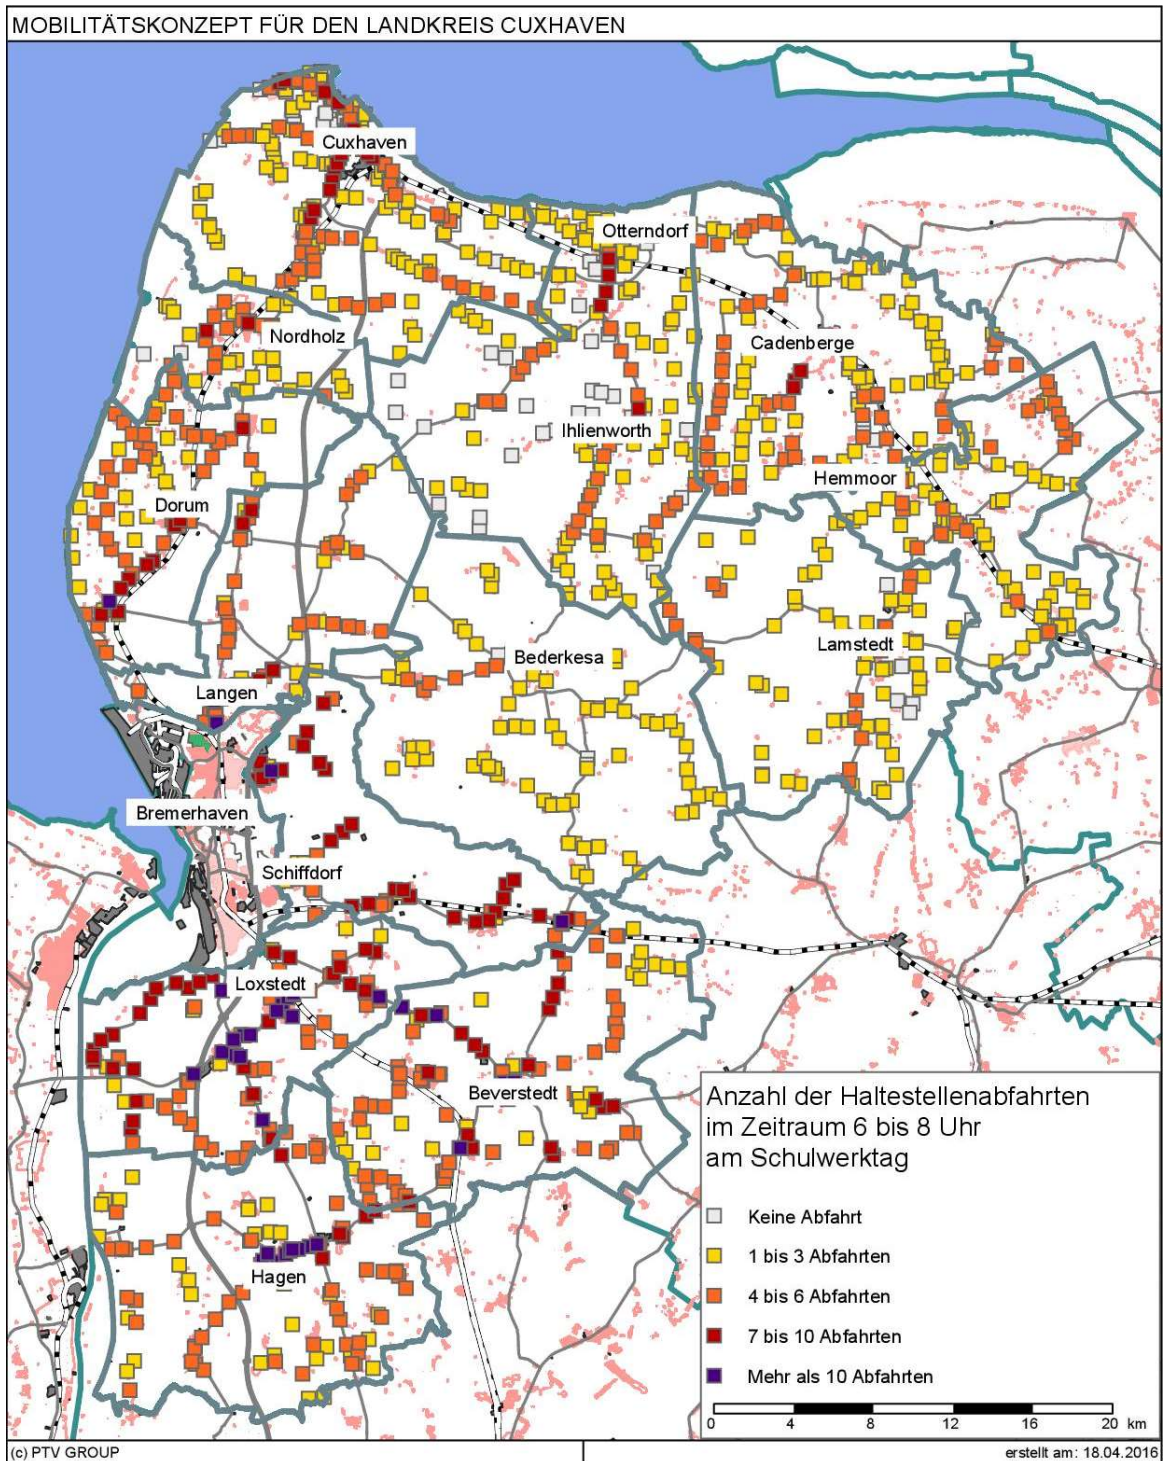 MOBILITÄTSKONZEPT FÜR DEN LANDKREIS CUXHAVEN
Cuxhaven
Otterndorf
Nordholz
Cadenberge
Ihlienworth
Hemmoor
Dorum
Lamstedt
Bederkesa
Langen
Bremerhaven
Schiffdorf
Loxstedt
Beverstedt
Hagen
Anzahl der Haltestellenabfahrten
im Zeitraum 6 bis 8 Uhr
am Schulwerktag
Keine Abfahrt
1 bis 3 Abfahrten
4 bis 6 Abfahrten
7 bis 10 Abfahrten
Mehr als 10 Abfahrten
0 4 8 12 16 20 km
(c) PTV GROUP
erstellt am: 18.04.2016